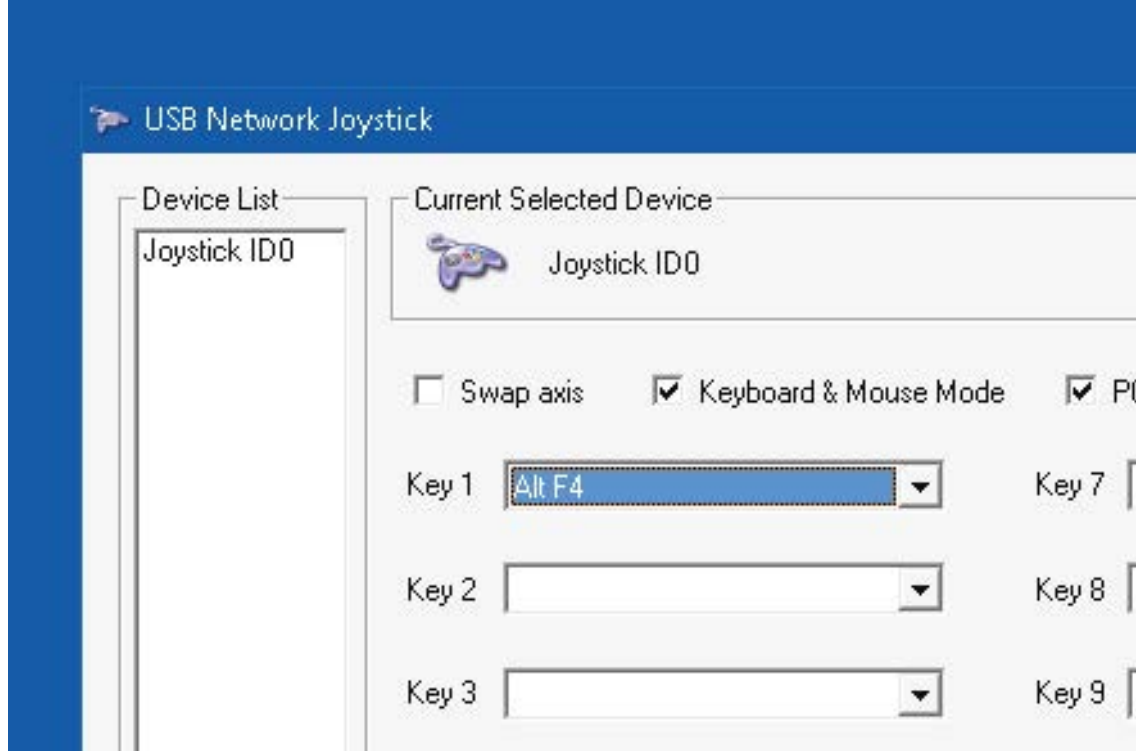 USB Network Joystick
Device List
Joystick ID0
Current Selected Device
Joystick ID0
Swap axis Keyboard & Mouse Mode
Key 1 Alt F4 Key 7
Key 2 Key 8
Key 3 Key 9